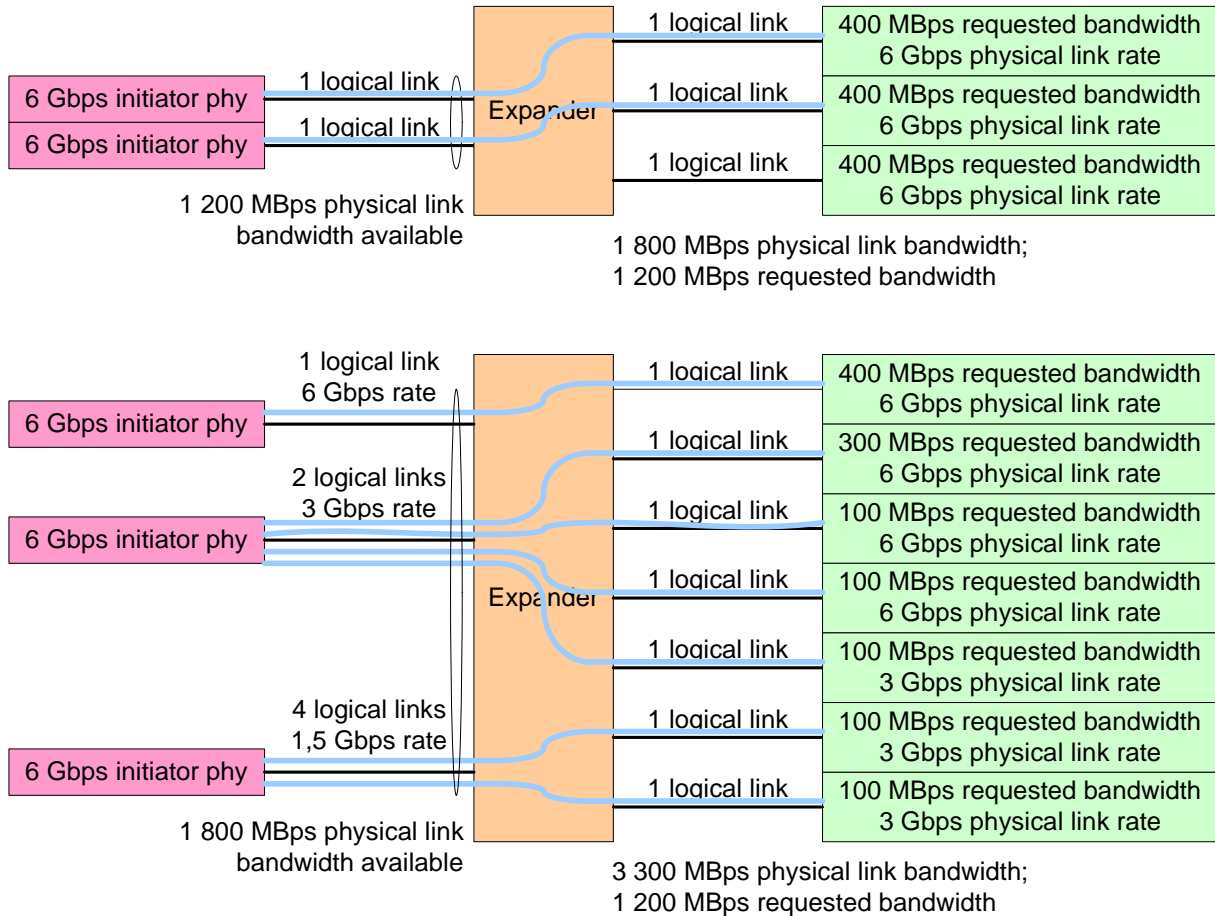 1 logical link
400 MBps requested bandwidth
6 Gbps physical link rate
6 Gbps initiator phy
1 logical link
Expander
1 logical link
400 MBps requested bandwidth
6 Gbps physical link rate
6 Gbps initiator phy
1 logical link
1 logical link
400 MBps requested bandwidth
6 Gbps physical link rate
1 200 MBps physical link
bandwidth available
1 800 MBps physical link bandwidth;
1 200 MBps requested bandwidth
1 logical link
6 Gbps rate
6 Gbps initiator phy
2 logical links
3 Gbps rate
6 Gbps initiator phy
4 logical links
1,5 Gbps rate
6 Gbps initiator phy
1 800 MBps physical link
bandwidth available
Expander
1 logical link
400 MBps requested bandwidth
6 Gbps physical link rate
1 logical link
300 MBps requested bandwidth
6 Gbps physical link rate
1 logical link
100 MBps requested bandwidth
6 Gbps physical link rate
1 logical link
100 MBps requested bandwidth
6 Gbps physical link rate
1 logical link
100 MBps requested bandwidth
3 Gbps physical link rate
1 logical link
100 MBps requested bandwidth
3 Gbps physical link rate
1 logical link
100 MBps requested bandwidth
3 Gbps physical link rate
3 300 MBps physical link bandwidth;
1 200 MBps requested bandwidth